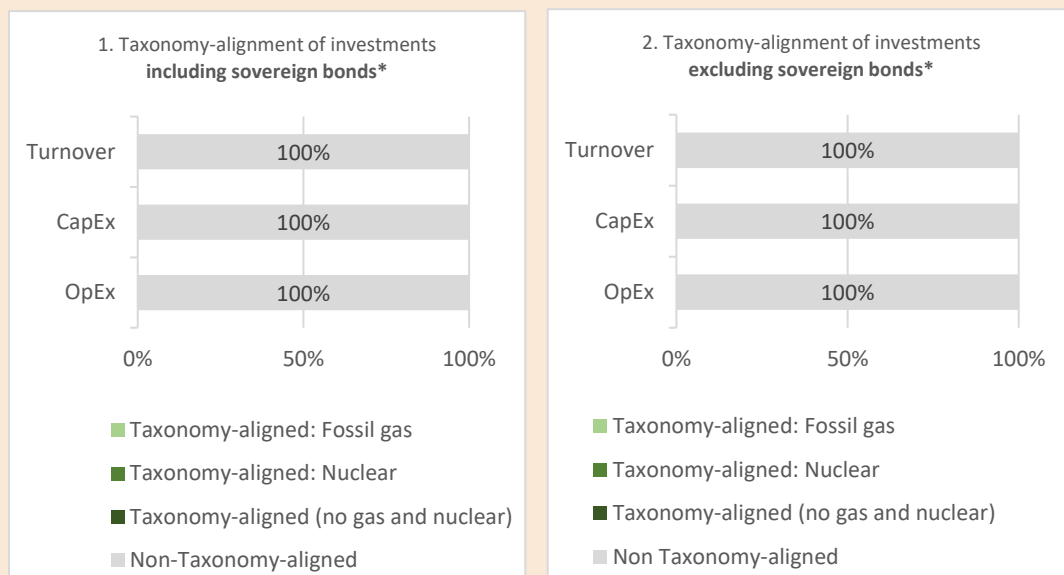 1. Taxonomy-alignment of investments
including sovereign bonds*
Turnover
100%
CapEx
100%
OpEx
100%
0%
50%
100%
Taxonomy-aligned: Fossil gas
Taxonomy-aligned: Nuclear
Taxonomy-aligned (no gas and nuclear)
Non-Taxonomy-aligned
2. Taxonomy-alignment of investments
excluding sovereign bonds*
Turnover
100%
CapEx
100%
OpEx
100%
0%
50%
100%
Taxonomy-aligned: Fossil gas
Taxonomy-aligned: Nuclear
Taxonomy-aligned (no gas and nuclear)
Non Taxonomy-aligned